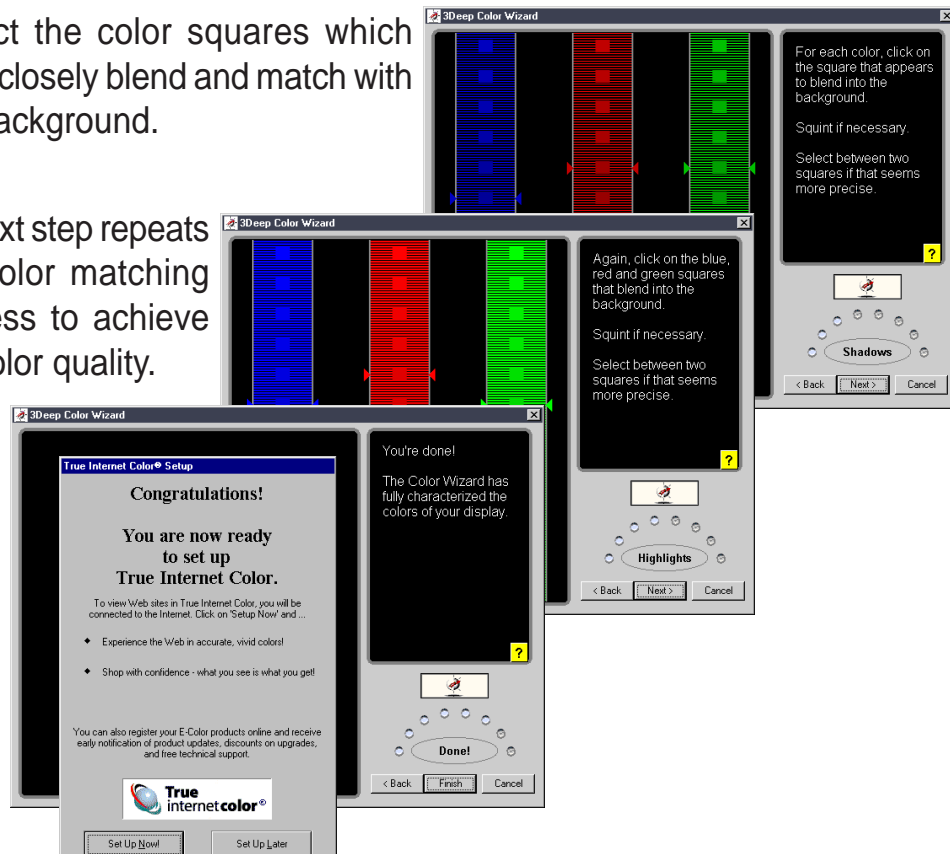 ct the color squares which
closely blend and match with
ackground.
3Deep Color Wizard
For each color, click on
the square that appears
to blend into the
background.
Squint if necessary.
Select between two
squares if that seems
more precise.
?
Shadows
< Back
Next >
Cancel
xt step repeats
olor matching
ess to achieve
olor quality.
3Deep Color Wizard
Again, click on the blue,
red and green squares
that blend into the
background.
Squint if necessary.
Select between two
squares if that seems
more precise.
?
Highlights
< Back
Next >
Cancel
3Deep Color Wizard
True Internet Color® Setup
Congratulations!
You are now ready
to set up
True Internet Color.
To view Web sites in True Internet Color, you will be
connected to the Internet. Click on 'Setup Now' and ...
◆ Experience the Web in accurate, vivid colors!
◆ Shop with confidence - what you see is what you get!
You can also register your E-Color products online and receive
early notification of product updates, discounts on upgrades,
and free technical support.
True
internetcolor®
Set Up Now!
Set Up Later
You're done!
The Color Wizard has
fully characterized the
colors of your display.
?
Done!
< Back
Finish
Cancel